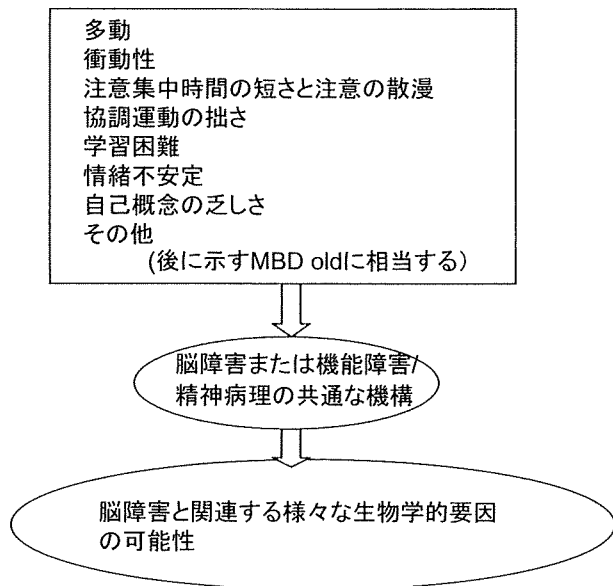 多動
衝動性
注意集中時間の短さと注意の散漫
協調運動の拙さ
学習困難
情緒不安定
自己概念の乏しさ
その他
(後に示すMBD oldに相当する)
脳障害または機能障害/
精神病理の共通な機構
脳障害と関連する様々な生物学的要因
の可能性